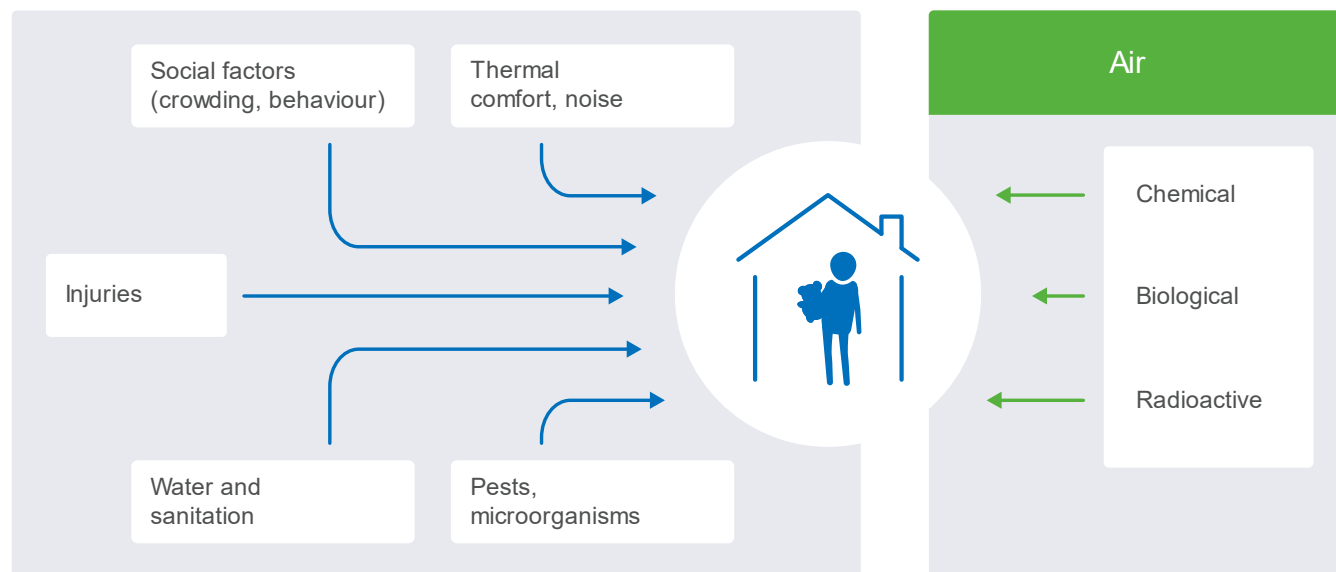 Social factors
(crowding, behaviour)
Thermal
comfort, noise
Injuries
Water and
sanitation
Pests,
microorganisms
Air
Chemical
Biological
Radioactive